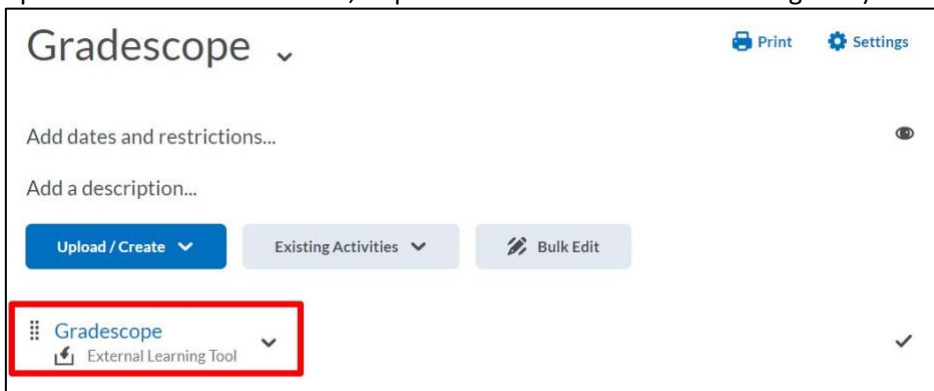 Gradescope
Print Settings
Add dates and restrictions...
Add a description...
Upload / Create Existing Activities Bulk Edit
Gradescope
External Learning Tool